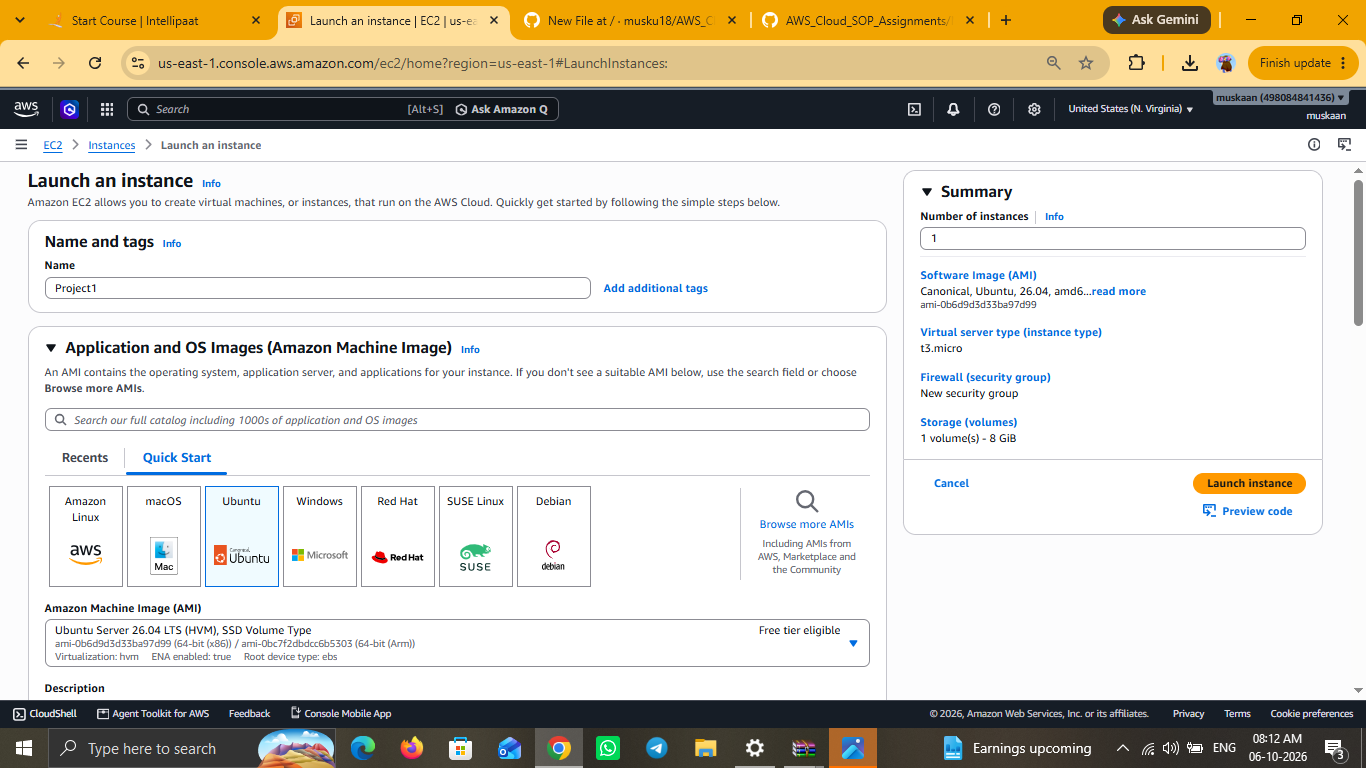 Start Course | Intellipaat
Launch an instance | EC2 | us-ea
New File at / · musku18/AWS_C
AWS_Cloud_SOP_Assignments/
Ask Gemini
us-east-1.console.aws.amazon.com/ec2/home?region=us-east-1#LaunchInstances:
Finish update
aws
Search
[Alt+S]
Ask Amazon Q
United States (N. Virginia)
muskaan (498084841436)
muskaan
EC2
Instances
Launch an instance
Launch an instance Info
Amazon EC2 allows you to create virtual machines, or instances, that run on the AWS Cloud. Quickly get started by following the simple steps below.
Name and tags Info
Name
Project1
Add additional tags
Application and OS Images (Amazon Machine Image) Info
An AMI contains the operating system, application server, and applications for your instance. If you don't see a suitable AMI below, use the search field or choose
Browse more AMIs.
Search our full catalog including 1000s of application and OS images
Recents
Quick Start
Amazon
Linux
aws
macOS
Mac
Ubuntu
Canonical
Ubuntu
Windows
Microsoft
Red Hat
Red Hat
SUSE Linux
SUSE
Debian
debian
Browse more AMIs
Including AMIs from
AWS, Marketplace and
the Community
Amazon Machine Image (AMI)
Ubuntu Server 26.04 LTS (HVM), SSD Volume Type
Free tier eligible
ami-0b6d9d3d33ba97d99 (64-bit (x86)) / ami-0bc7f2dbdcc6b5303 (64-bit (Arm))
Virtualization: hvm ENA enabled: true Root device type: ebs
Description
Summary
Number of instances Info
1
Software Image (AMI)
Canonical, Ubuntu, 26.04, amd6...read more
ami-0b6d9d3d33ba97d99
Virtual server type (instance type)
t3.micro
Firewall (security group)
New security group
Storage (volumes)
1 volume(s) - 8 GiB
Cancel
Launch instance
Preview code
CloudShell
Agent Toolkit for AWS
Feedback
Console Mobile App
© 2026, Amazon Web Services, Inc. or its affiliates.
Privacy
Terms
Cookie preferences
Type here to search
Earnings upcoming
ENG
08:12 AM
06-10-2026
3